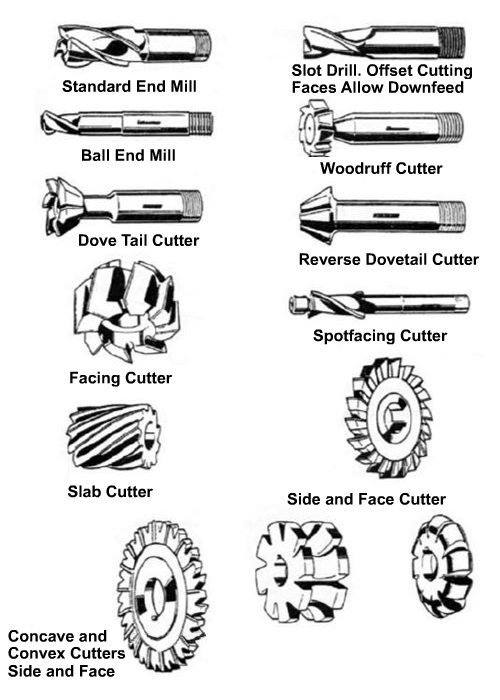 Standard End Mill
Slot Drill. Offset Cutting
Faces Allow Downfeed
Ball End Mill
Woodruff Cutter
Dove Tail Cutter
Reverse Dovetail Cutter
Facing Cutter
Spotfacing Cutter
Slab Cutter
Side and Face Cutter
Concave and
Convex Cutters
Side and Face